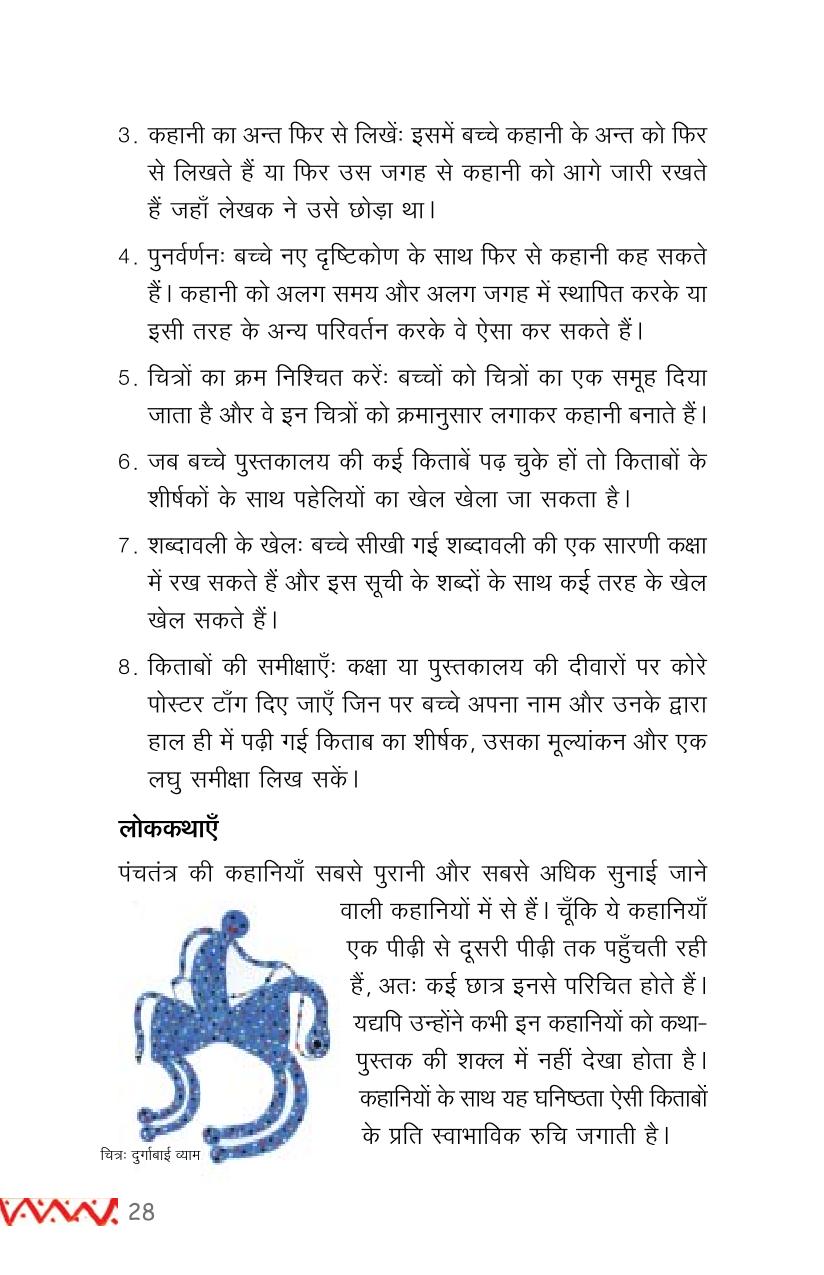 3. कहानी का अन्त फिर से लिखें: इसमें बच्चे कहानी के अन्त को फिर
से लिखते हैं या फिर उस जगह से कहानी को आगे जारी रखते
हैं जहाँ लेखक ने उसे छोड़ा था।
4. पुनर्वर्णन: बच्चे नए दृष्टिकोण के साथ फिर से कहानी कह सकते
हैं। कहानी को अलग समय और अलग जगह में स्थापित करके या
इसी तरह के अन्य परिवर्तन करके वे ऐसा कर सकते हैं।
5. चित्रों का क्रम निश्चित करें: बच्चों को चित्रों का एक समूह दिया
जाता है और वे इन चित्रों को क्रमानुसार लगाकर कहानी बनाते हैं।
6. जब बच्चे पुस्तकालय की कई किताबें पढ़ चुके हों तो किताबों के
शीर्षकों के साथ पहेलियों का खेल खेला जा सकता है।
7. शब्दावली के खेल: बच्चे सीखी गई शब्दावली की एक सारणी कक्षा
में रख सकते हैं और इस सूची के शब्दों के साथ कई तरह के खेल
खेल सकते हैं।
8. किताबों की समीक्षाएँ: कक्षा या पुस्तकालय की दीवारों पर कोरे
पोस्टर टाँग दिए जाएँ जिन पर बच्चे अपना नाम और उनके द्वारा
हाल ही में पढ़ी गई किताब का शीर्षक, उसका मूल्यांकन और एक
लघु समीक्षा लिख सकें।
लोककथाएँ
पंचतंत्र की कहानियाँ सबसे पुरानी और सबसे अधिक सुनाई जाने
वाली कहानियों में से हैं। चूँकि ये कहानियाँ
एक पीढ़ी से दूसरी पीढ़ी तक पहुँचती रही
हैं, अतः कई छात्र इनसे परिचित होते हैं।
यद्यपि उन्होंने कभी इन कहानियों को कथा-
पुस्तक की शक्ल में नहीं देखा होता है।
कहानियों के साथ यह घनिष्ठता ऐसी किताबों
के प्रति स्वाभाविक रुचि जगाती है।
चित्र: दुर्गाबाई व्याम
28